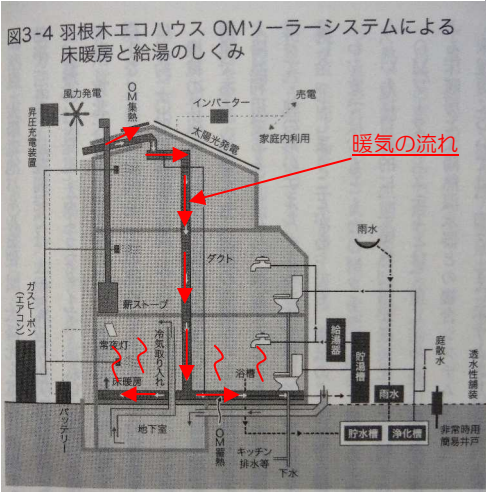 図3-4 羽根木エコハウス OMソーラーシステムによる
床暖房と給湯のしくみ
風力発電
OM集熱
インバーター
売電
昇圧充電装置
太陽光発電
家庭内利用
暖気の流れ
雨水
ダクト
ガスヒーポン
(エアコン)
薪ストーブ
常夜灯
冷気取り入れ
給湯器
貯湯槽
庭散水
透水性舗装
床暖房
浴槽
雨水
バッテリー
地下室
OM蓄熱
キッチン
排水等
下水
貯水槽
浄化槽
非常時用
簡易井戸